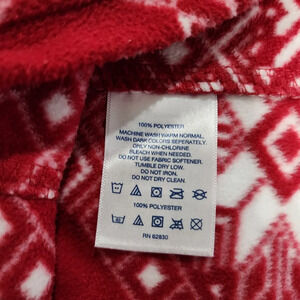 100% POLYESTER
MACHINE WASH WARM NORMAL.
WASH DARK COLORS SEPARATELY.
ONLY NON-CHLORINE
BLEACH WHEN NEEDED.
DO NOT USE FABRIC SOFTENER.
TUMBLE DRY LOW.
DO NOT IRON.
DO NOT DRY CLEAN.
100% POLYESTER
RN 82830